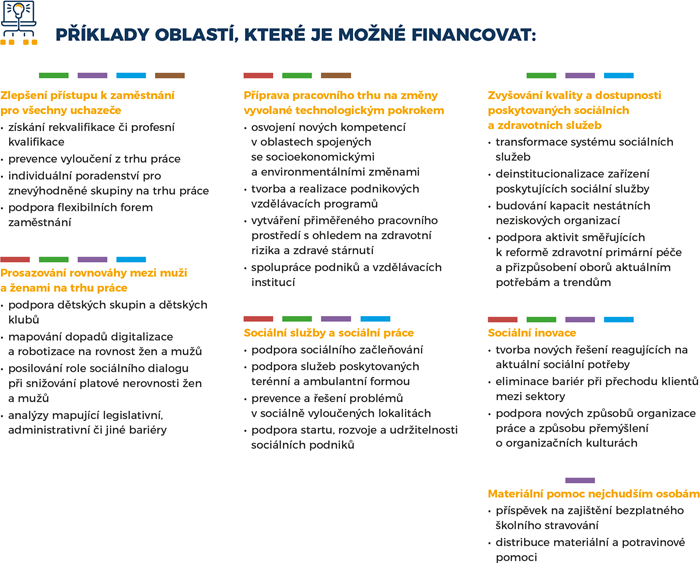 PŘÍKLADY OBLASTÍ, KTERÉ JE MOŽNÉ FINANCOVAT:
Zlepšení přístupu k zaměstnání
pro všechny uchazeče
• získání rekvalifikace či profesní
kvalifikace
• prevence vyloučení z trhu práce
• individuální poradenství pro
znevýhodněné skupiny na trhu práce
• podpora flexibilních forem
zaměstnání
Prosazování rovnováhy mezi muži
a ženami na trhu práce
• podpora dětských skupin a dětských
klubů
• mapování dopadů digitalizace
a robotizace na rovnost žen a mužů
• posilování role sociálního dialogu
při snižování platové nerovnosti žen
a mužů
• analýzy mapující legislativní,
administrativní či jiné bariéry
Příprava pracovního trhu na změny
vyvolané technologickým pokrokem
• osvojení nových kompetencí
v oblastech spojených
se socioekonomickými
a environmentálními změnami
• tvorba a realizace podnikových
vzdělávacích programů
• vytváření přiměřeného pracovního
prostředí s ohledem na zdravotní
rizika a zdravé stárnutí
• spolupráce podniků a vzdělávacích
institucí
Sociální služby a sociální práce
• podpora sociálního začleňování
• podpora služeb poskytovaných
terénní a ambulantní formou
• prevence a řešení problémů
v sociálně vyloučených lokalitách
• podpora startu, rozvoje a udržitelnosti
sociálních podniků
Zvyšování kvality a dostupnosti
poskytovaných sociálních
a zdravotních služeb
• transformace systému sociálních
služeb
• deinstitucionalizace zařízení
poskytujících sociální služby
• budování kapacit nestátních
neziskových organizací
• podpora aktivit směřujících
k reformě zdravotní primární péče
a přizpůsobení oborů aktuálním
potřebám a trendům
Sociální inovace
• tvorba nových řešení reagujících na
aktuální sociální potřeby
• eliminace bariér při přechodu klientů
mezi sektory
• podpora nových způsobů organizace
práce a způsobu přemýšlení
o organizačních kulturách
Materiální pomoc nejchudším osobám
• příspěvek na zajištění bezplatného
školního stravování
• distribuce materiální a potravinové
pomoci